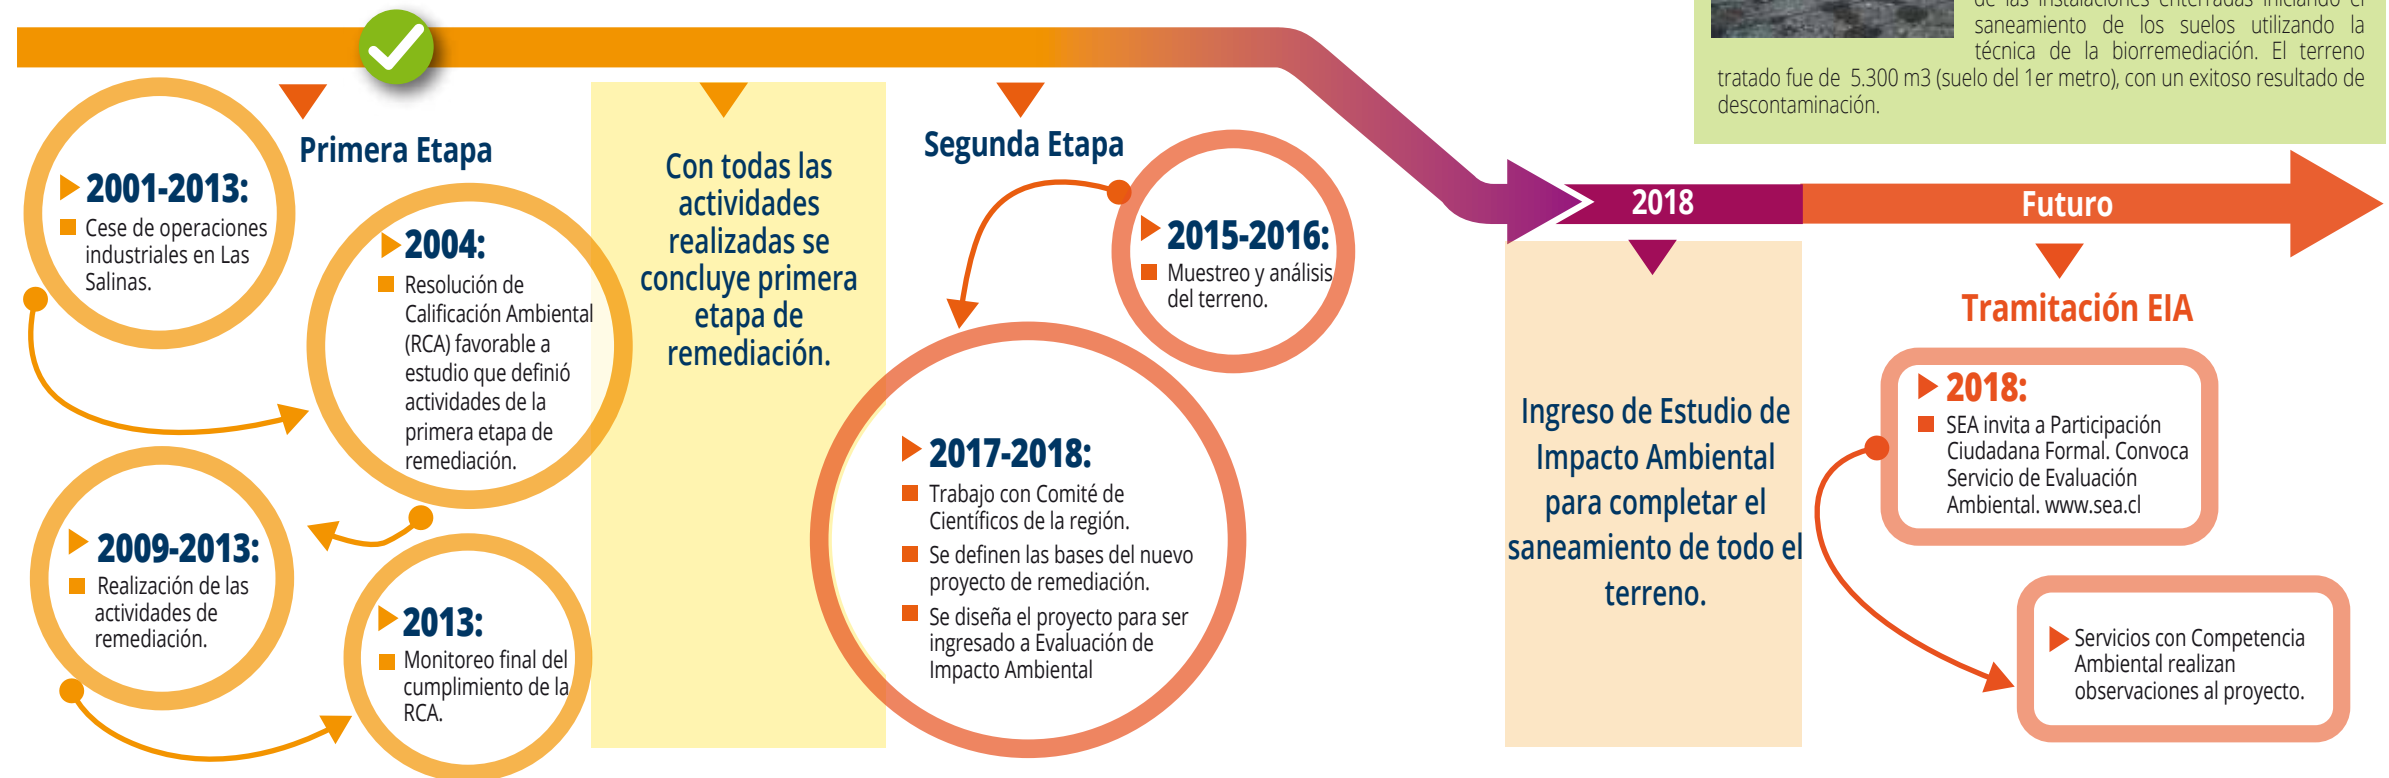 de las instalaciones enterradas iniciando el
saneamiento de los suelos utilizando la
técnica de la biorremediación. El terreno
tratado fue de 5.300 m3 (suelo del 1er metro), con un exitoso resultado de
descontaminación.
Primera Etapa
2001-2013:
Cese de operaciones
industriales en Las
Salinas.
2004:
Resolución de
Calificación Ambiental
(RCA) favorable a
estudio que definió
actividades de la
primera etapa de
remediación.
2009-2013:
Realización de las
actividades de
remediación.
2013:
Monitoreo final del
cumplimiento de la
RCA.
Con todas las
actividades
realizadas se
concluye primera
etapa de
remediación.
Segunda Etapa
2015-2016:
Muestreo y análisis
del terreno.
2017-2018:
Trabajo con Comité de
Científicos de la región.
Se definen las bases del nuevo
proyecto de remediación.
Se diseña el proyecto para ser
ingresado a Evaluación de
Impacto Ambiental
2018
Ingreso de Estudio de
Impacto Ambiental
para completar el
saneamiento de todo el
terreno.
Futuro
Tramitación EIA
2018:
SEA invita a Participación
Ciudadana Formal. Convoca
Servicio de Evaluación
Ambiental. www.sea.cl
Servicios con Competencia
Ambiental realizan
observaciones al proyecto.